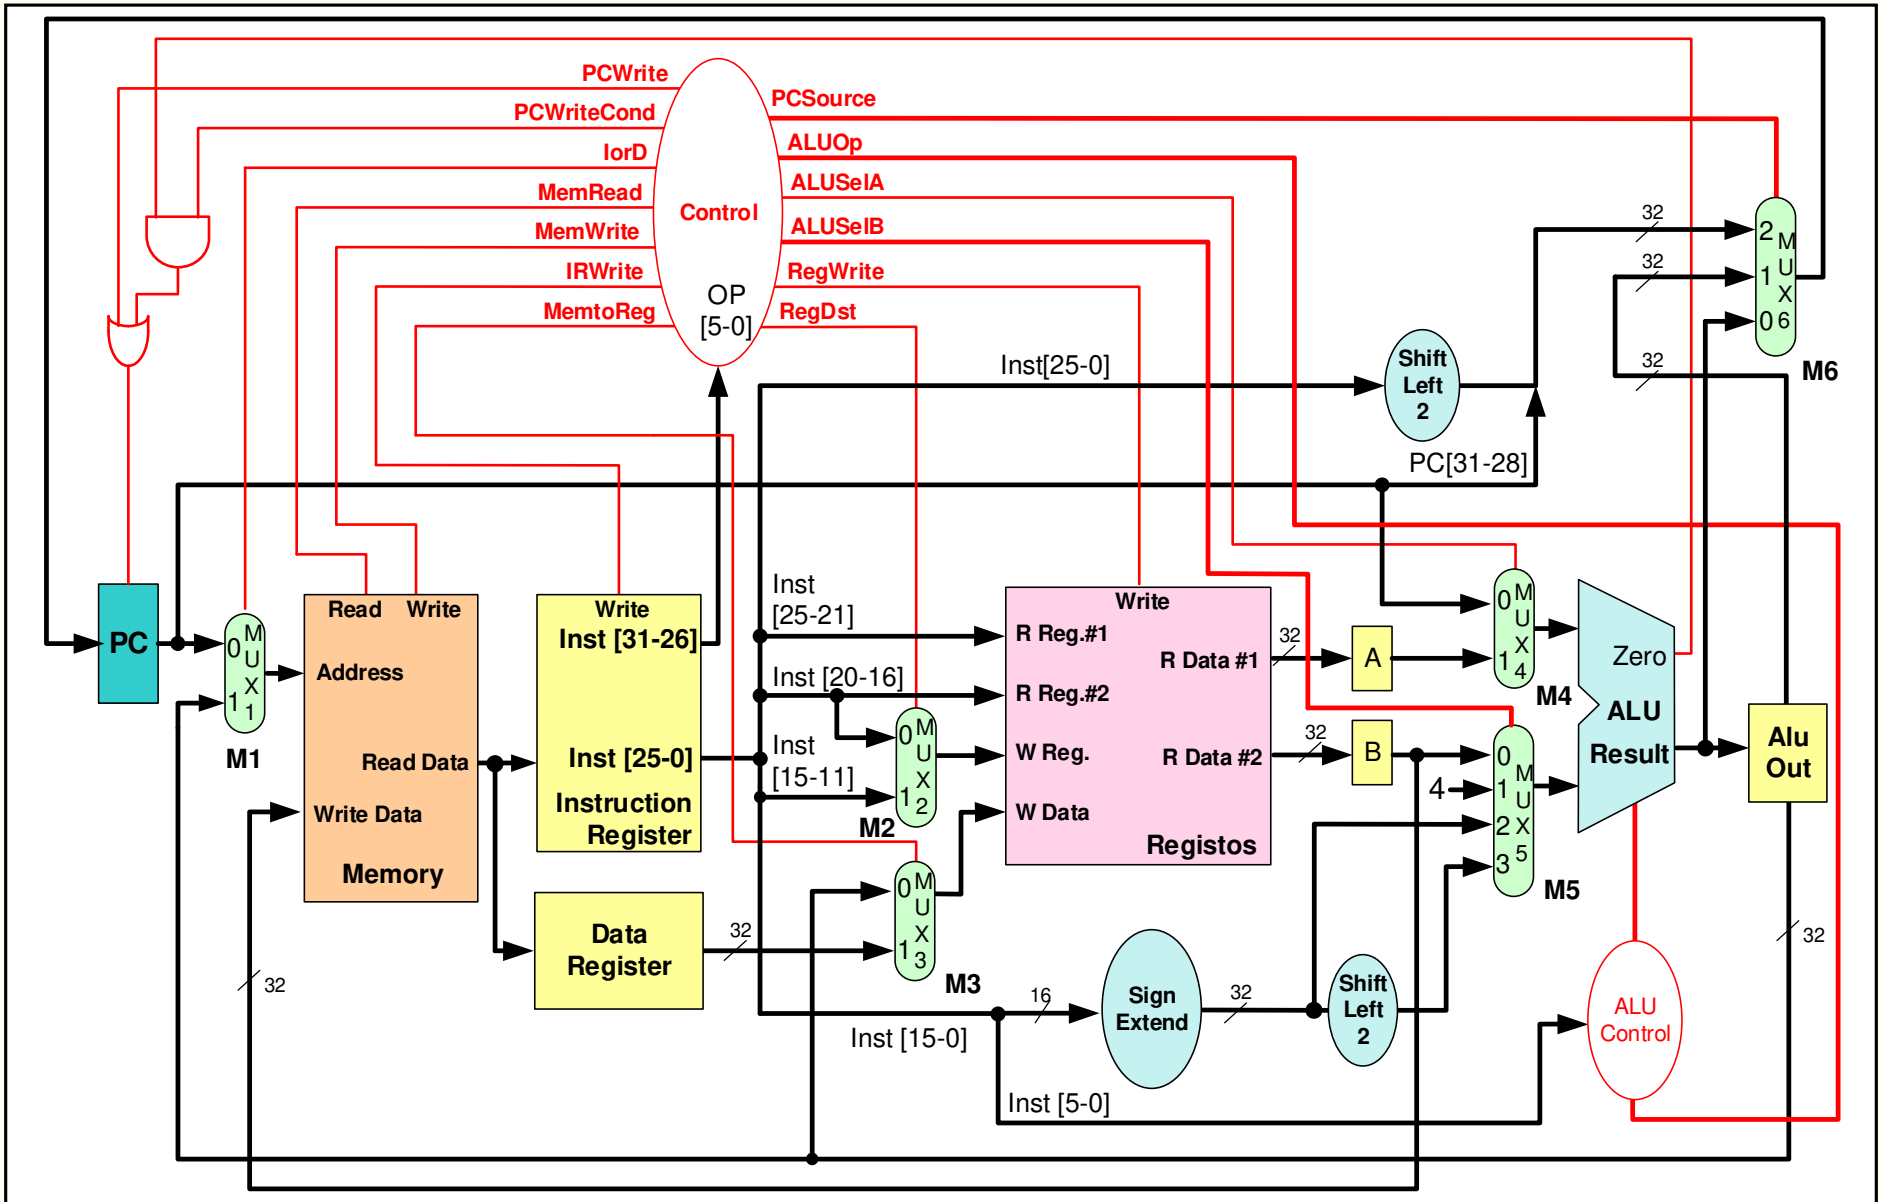 PCWrite
PCSource
PCWriteCond
ALUOp
IorD
ALUSelA
MemRead
Control
MemWrite
ALUSelB
IRWrite
RegWrite
OP
[5-0]
MemtoReg
RegDst
32
2
M
U
X
6
32
1
0
M6
32
Inst[25-0]
Shift
Left
2
PC[31-28]
PC
0
1
M
U
X
1
M1
Read Write
Address
Read Data
Write Data
Memory
32
Write
Inst [31-26]
Inst [25-0]
Instruction
Register
Data
Register
32
Inst
[25-21]
Inst [20-16]
Inst
[15-11]
0
1
M
U
X
2
M2
0
1
M
U
X
3
M3
Write
R Reg.#1
R Data #1
R Reg.#2
W Reg.
R Data #2
W Data
Registos
32
A
32
B
0
1
M
U
X
4
M4
4
0
1
2
3
M
U
X
5
M5
Zero
ALU
Result
Alu
Out
32
Inst [15-0]
16
Sign
Extend
32
Shift
Left
2
ALU
Control
Inst [5-0]